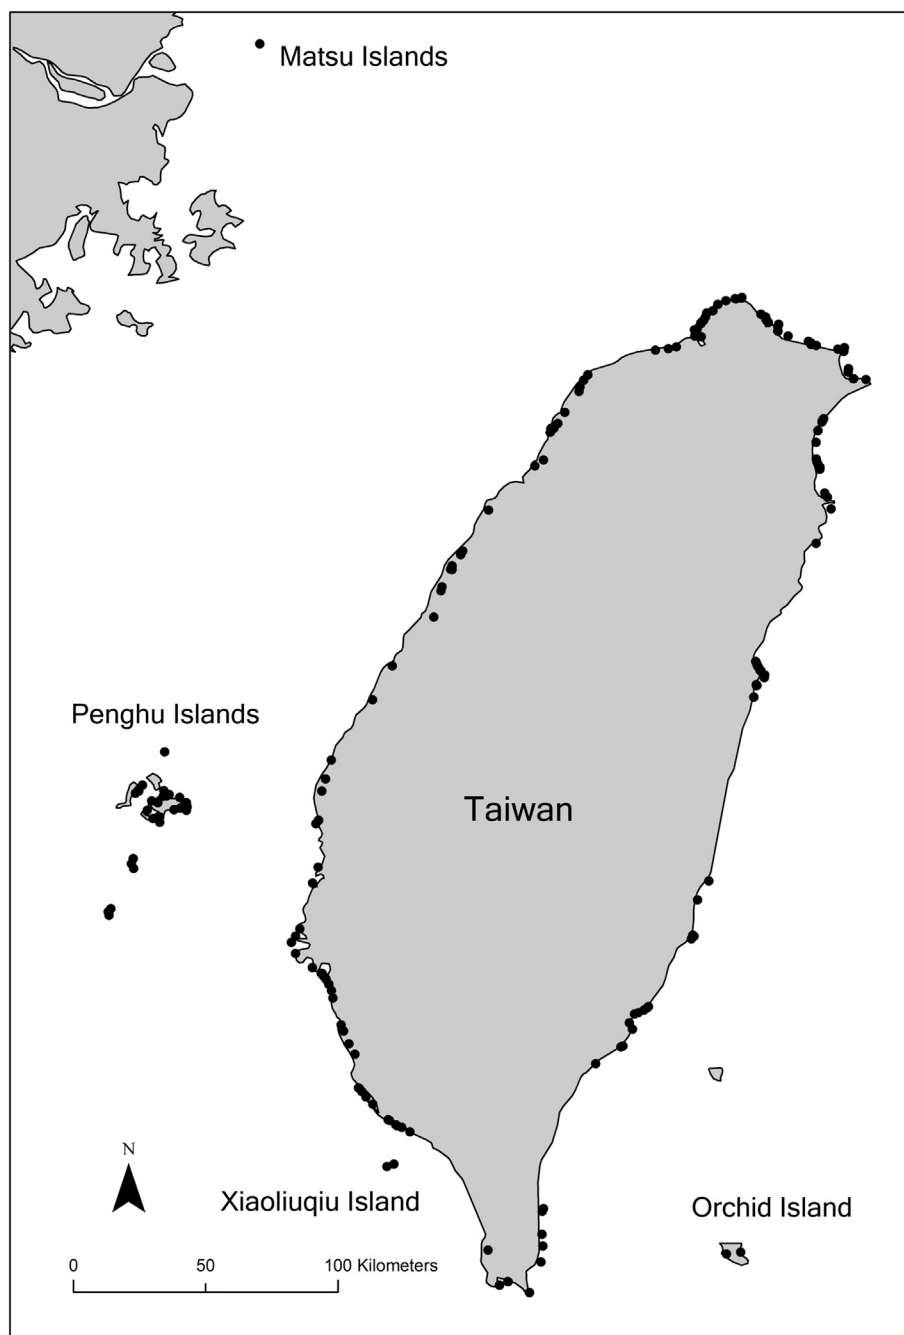 Matsu Islands
Penghu Islands
Taiwan
N
Xiaoliuqiu Island
Orchid Island
0 50 100 Kilometers